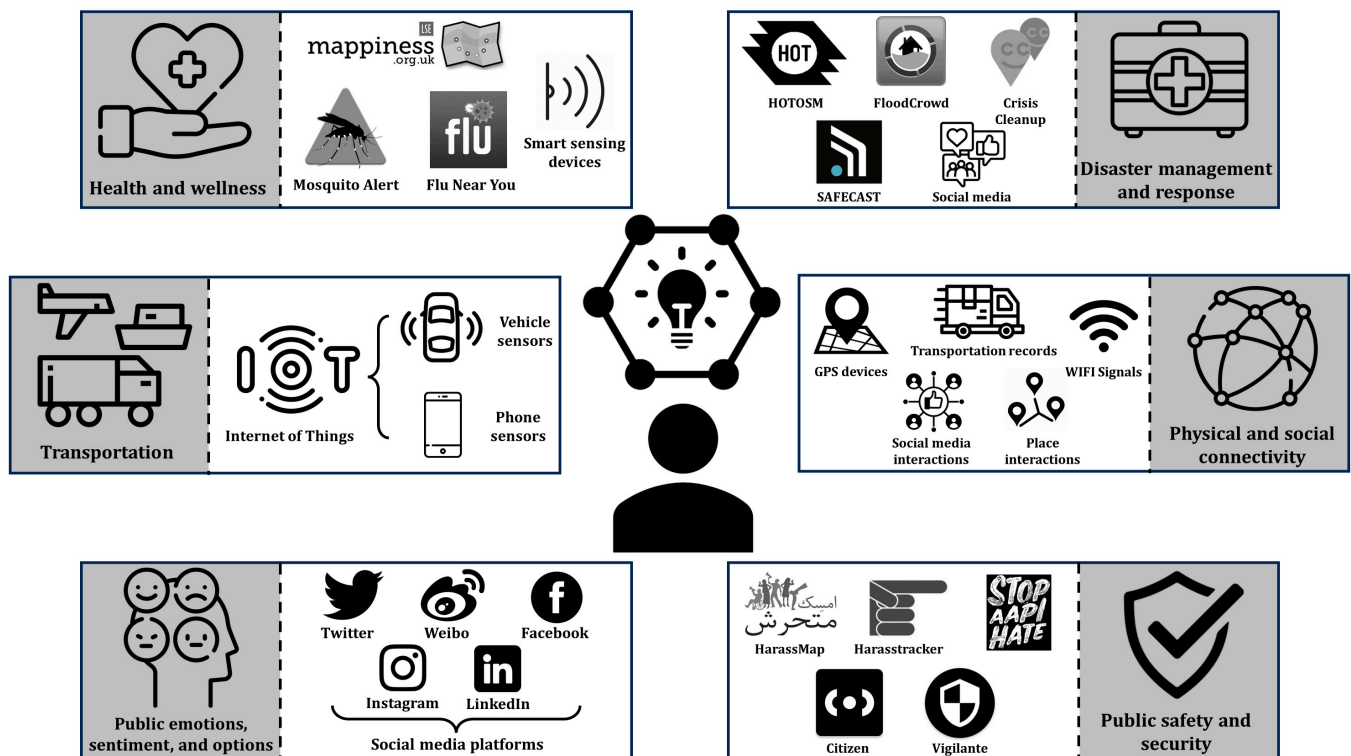 LSE
mappiness
.org.uk
Mosquito Alert
flu
Flu Near You
Smart sensing
devices
Health and wellness
HOT
HOTOSM
FloodCrowd
CC
CC
Crisis
Cleanup
SAFECAST
Social media
Disaster management
and response
Transportation
IOT
Internet of Things
Vehicle
sensors
Phone
sensors
GPS devices
Transportation records
WIFI Signals
Social media
interactions
Place
interactions
Physical and social
connectivity
Public emotions,
sentiment, and options
Twitter
Weibo
Facebook
Instagram
in
LinkedIn
Social media platforms
امسك
متحرش
HarassMap
Harasstracker
STOP
AAPI
HATE
Citizen
Vigilante
Public safety and
security